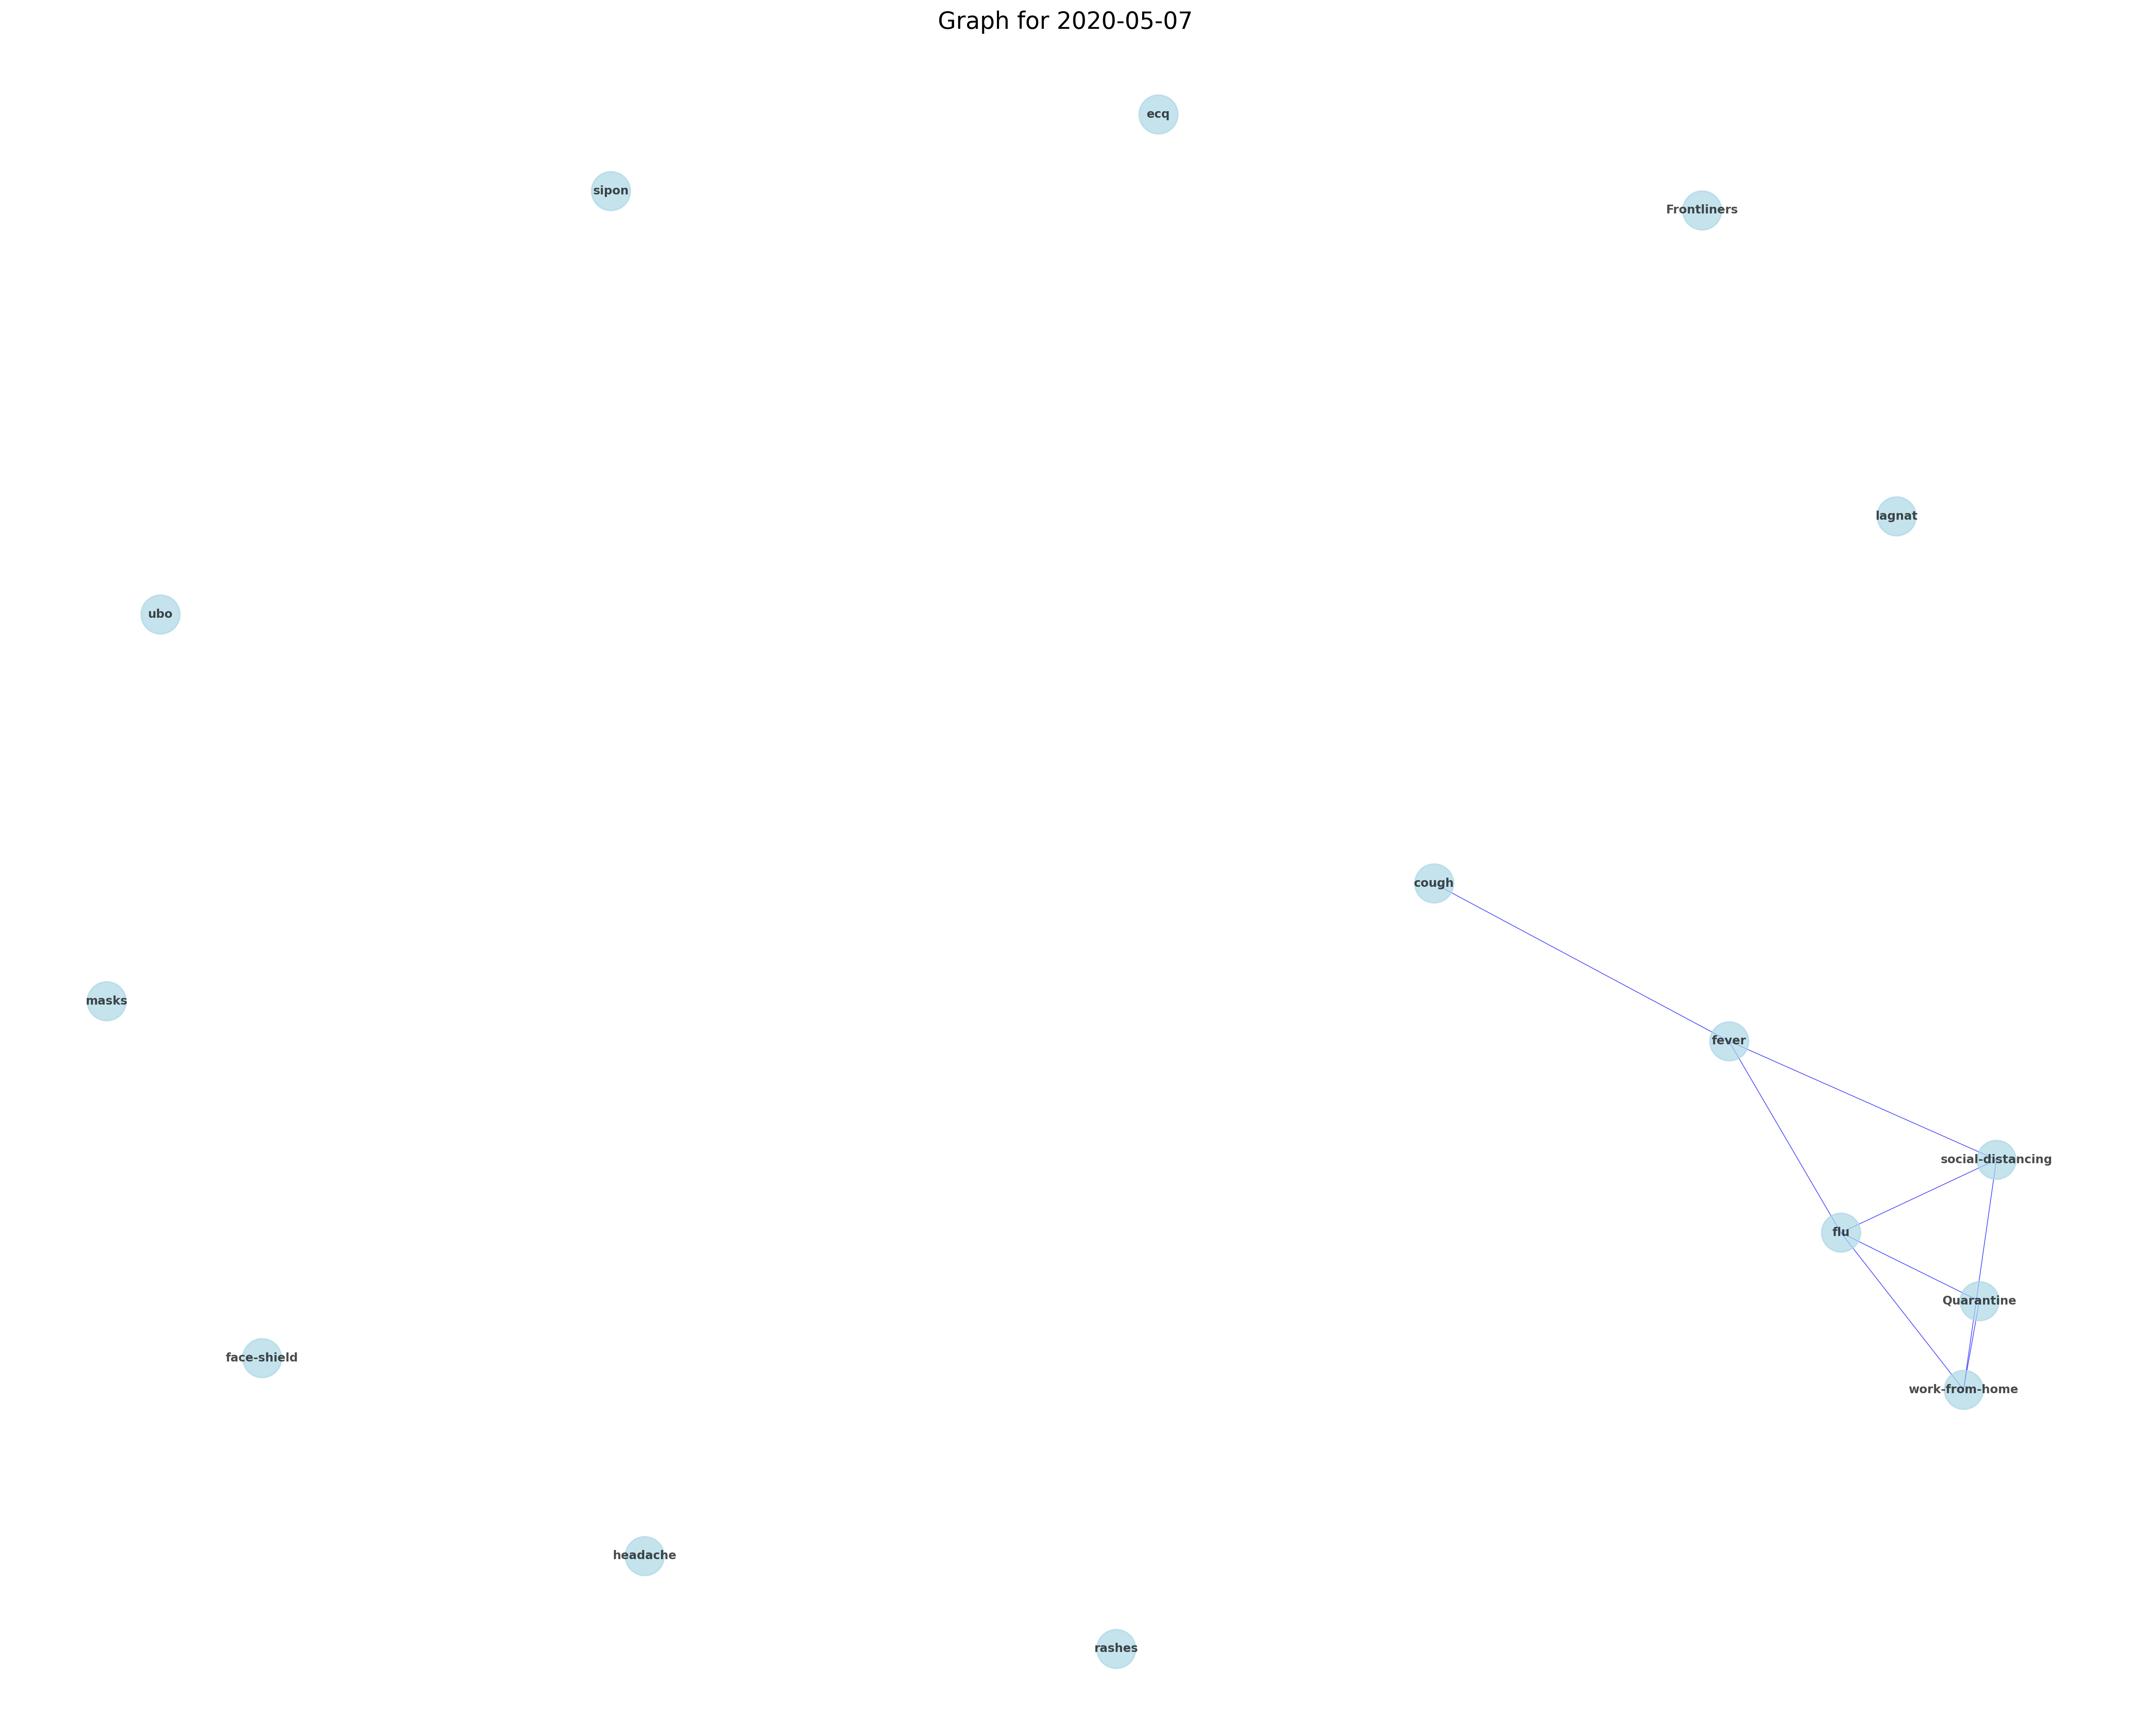 Graph for 2020-05-07
ecq
sipon
Frontliners
lagnat
ubo
cough
masks
fever
social-distancing
flu
Quarantine
face-shield
work-from-home
headache
rashes